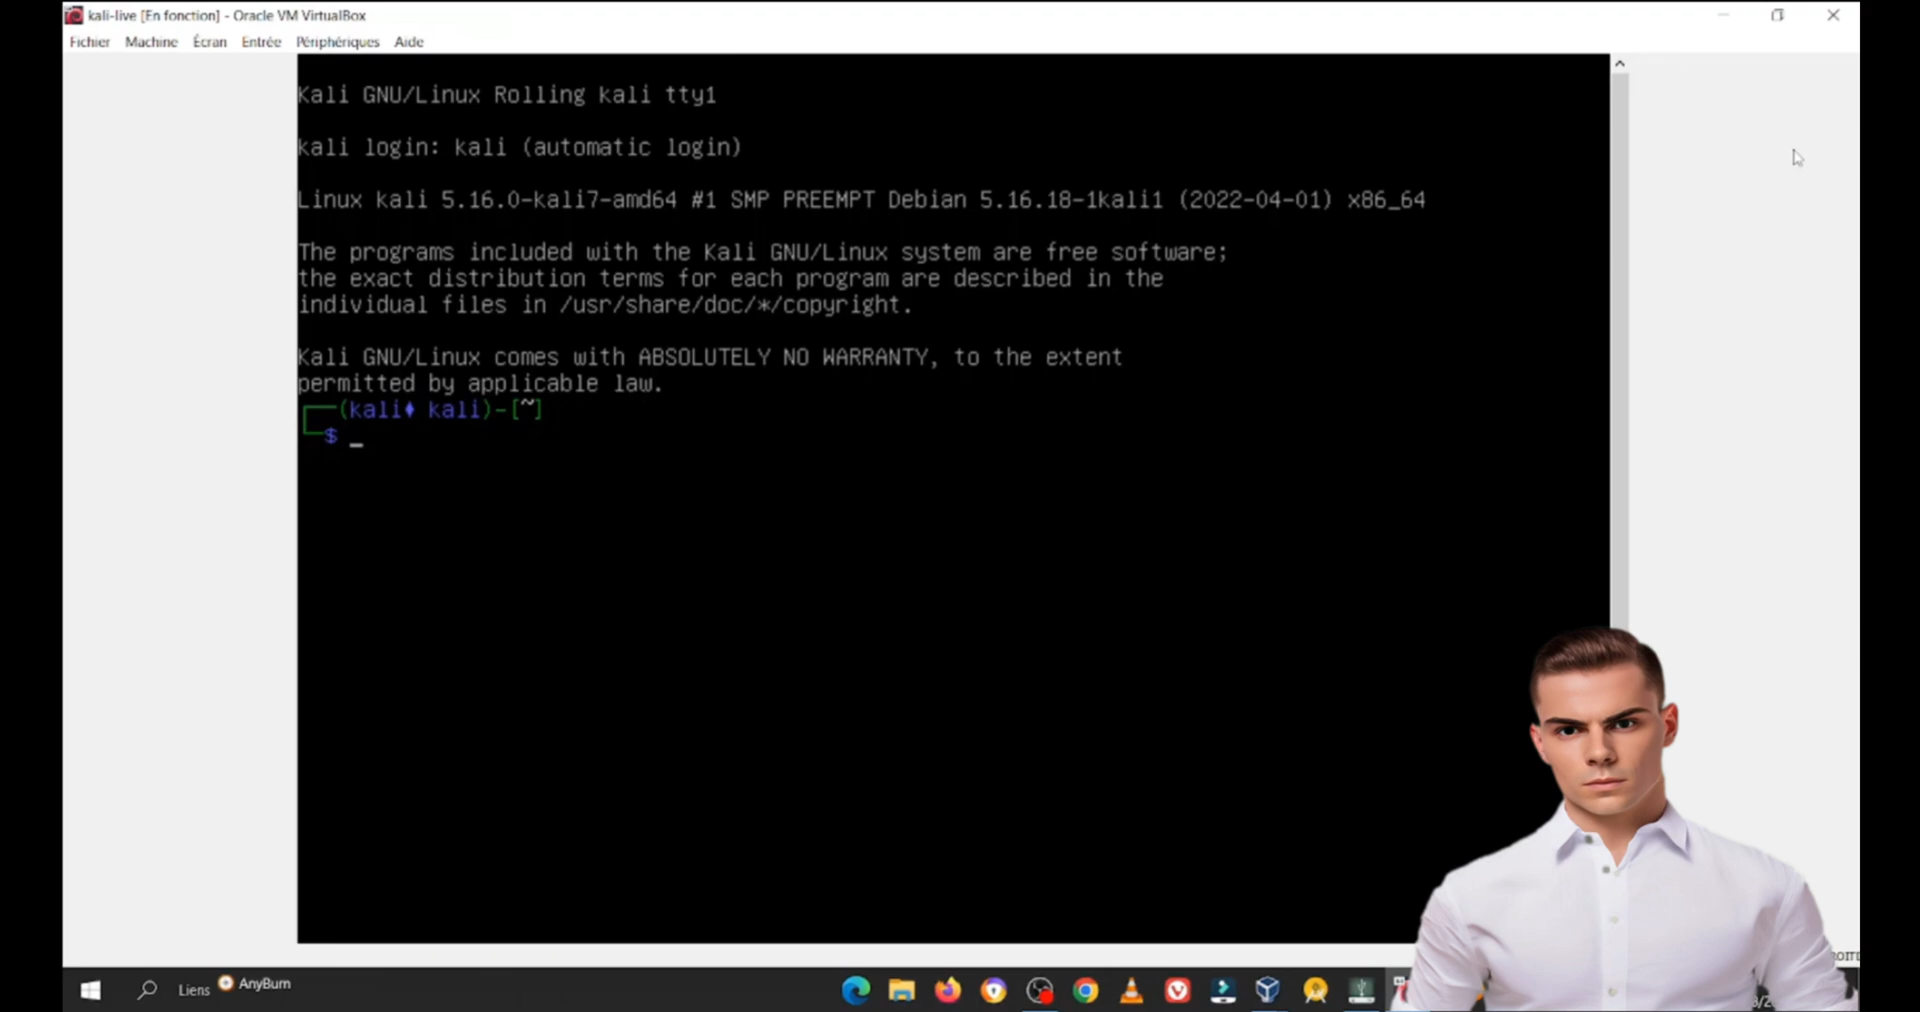 kali-live [En fonction] - Oracle VM VirtualBox
Fichier Machine Écran Entrée Périphériques Aide
Kali GNU/Linux Rolling kali tty1
kali login: kali (automatic login)
Linux kali 5.16.0-kali7-amd64 #1 SMP PREEMPT Debian 5.16.18-1kali1 (2022-04-01) x86_64
The programs included with the Kali GNU/Linux system are free software;
the exact distribution terms for each program are described in the
individual files in /usr/share/doc/*/copyright.
Kali GNU/Linux comes with ABSOLUTELY NO WARRANTY, to the extent
permitted by applicable law.
┌──(kali♦ kali)-[~]
└─$ _
Liens AnyBurn